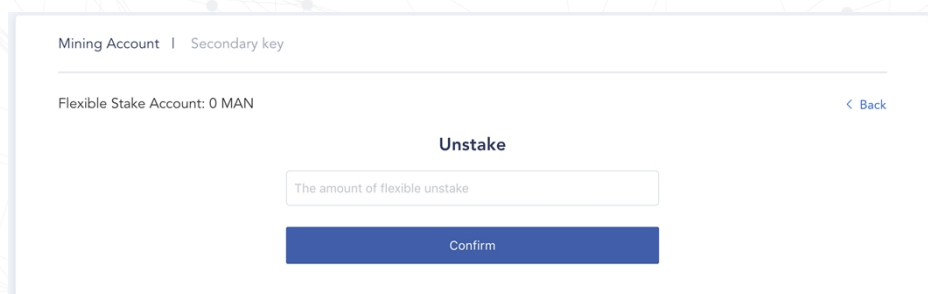 Mining Account | Secondary key
Flexible Stake Account: 0 MAN
< Back
Unstake
The amount of flexible unstake
Confirm